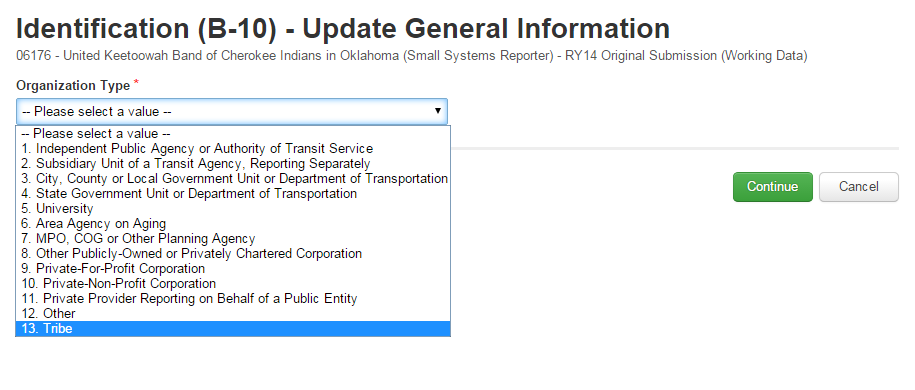 Identification (B-10) - Update General Information
06176 - United Keetoowah Band of Cherokee Indians in Oklahoma (Small Systems Reporter) - RY14 Original Submission (Working Data)
Organization Type *
-- Please select a value --
-- Please select a value --
1. Independent Public Agency or Authority of Transit Service
2. Subsidiary Unit of a Transit Agency, Reporting Separately
3. City, County or Local Government Unit or Department of Transportation
4. State Government Unit or Department of Transportation
5. University
6. Area Agency on Aging
7. MPO, COG or Other Planning Agency
8. Other Publicly-Owned or Privately Chartered Corporation
9. Private-For-Profit Corporation
10. Private-Non-Profit Corporation
11. Private Provider Reporting on Behalf of a Public Entity
12. Other
13. Tribe
Continue
Cancel